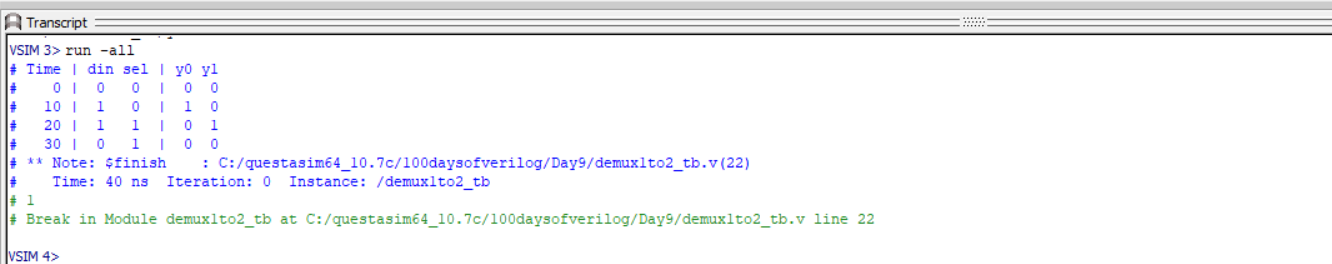 Transcript
VSIM 3> run -all
# Time | din sel | y0 y1
#    0 |  0   0  |  0  0
#   10 |  1   0  |  1  0
#   20 |  1   1  |  0  1
#   30 |  0   1  |  0  0
# ** Note: $finish    : C:/questasim64_10.7c/100daysofverilog/Day9/demux1to2_tb.v(22)
#    Time: 40 ns  Iteration: 0  Instance: /demux1to2_tb
# 1
# Break in Module demux1to2_tb at C:/questasim64_10.7c/100daysofverilog/Day9/demux1to2_tb.v line 22
VSIM 4>